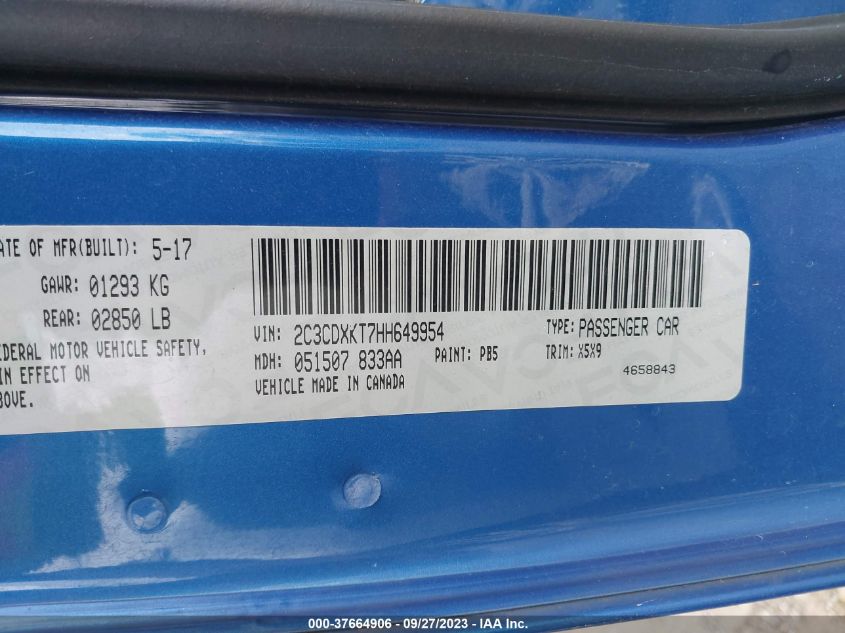 ATE OF MFR(BUILT): 5-17
GAWR: 01293 KG
REAR: 02850 LB
EDERAL MOTOR VEHICLE SAFETY,
IN EFFECT ON
BOVE.
VIN: 2C3CDXKT7HH649954
TYPE: PASSENGER CAR
MDH: 051507 833AA
PAINT: PB5
TRIM: X5X9
VEHICLE MADE IN CANADA
4658843
000-37664906 - 09/27/2023 - IAA Inc.